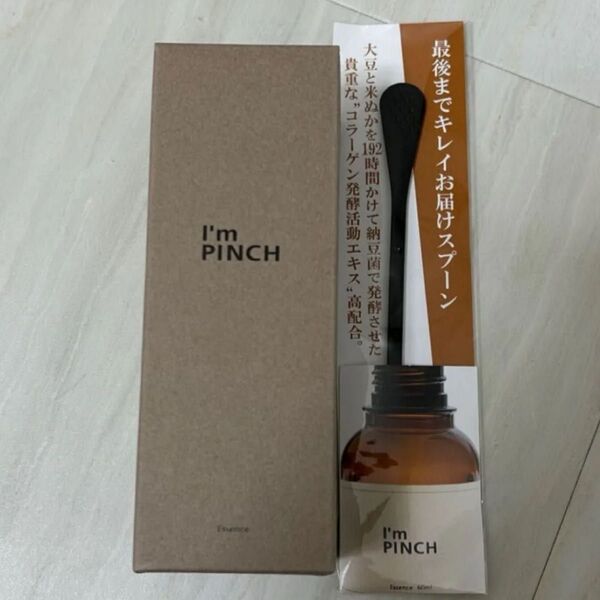 I'm
PINCH
Essence
最後までキレイお届けスプーン
大豆と米ぬかを192時間かけて納豆菌で発酵させた
貴重な"コラーゲン発酵活動エキス"高配合。
I'm
PINCH
Essence 60ml